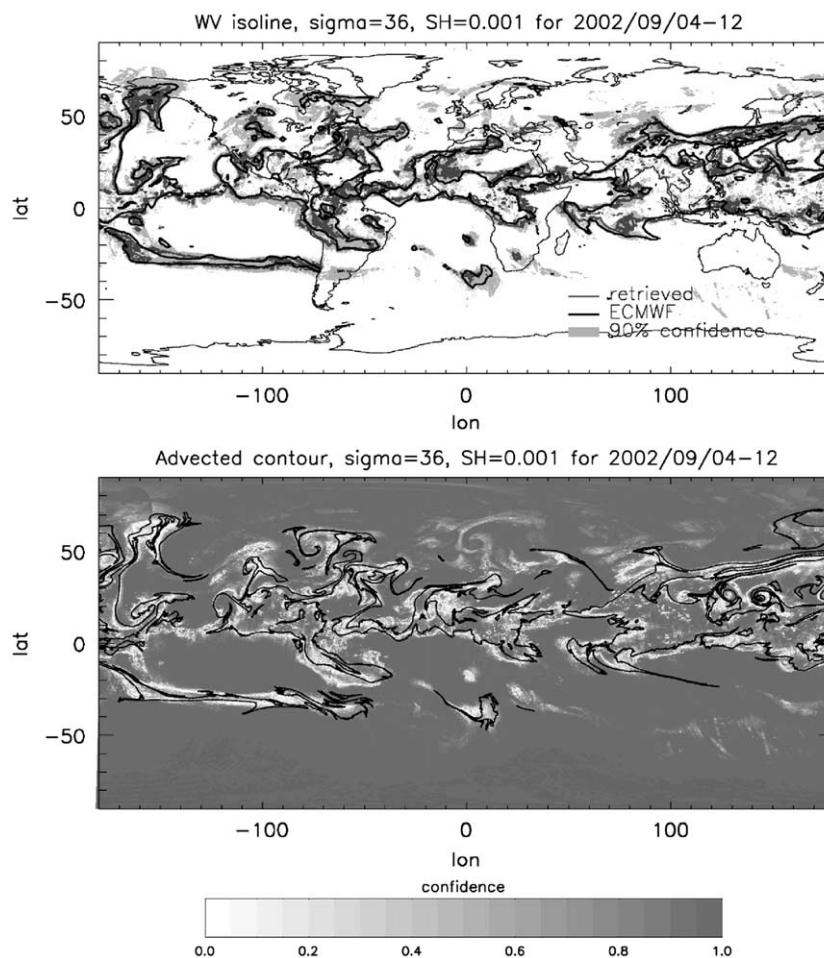 WV isoline, sigma=36, SH=0.001 for 2002/09/04-12
50
0
-50
lat
retrieved
ECMWF
90% confidence
-100 0 100
lon
Advected contour, sigma=36, SH=0.001 for 2002/09/04-12
50
0
-50
lat
-100 0 100
lon
confidence
0.0 0.2 0.4 0.6 0.8 1.0